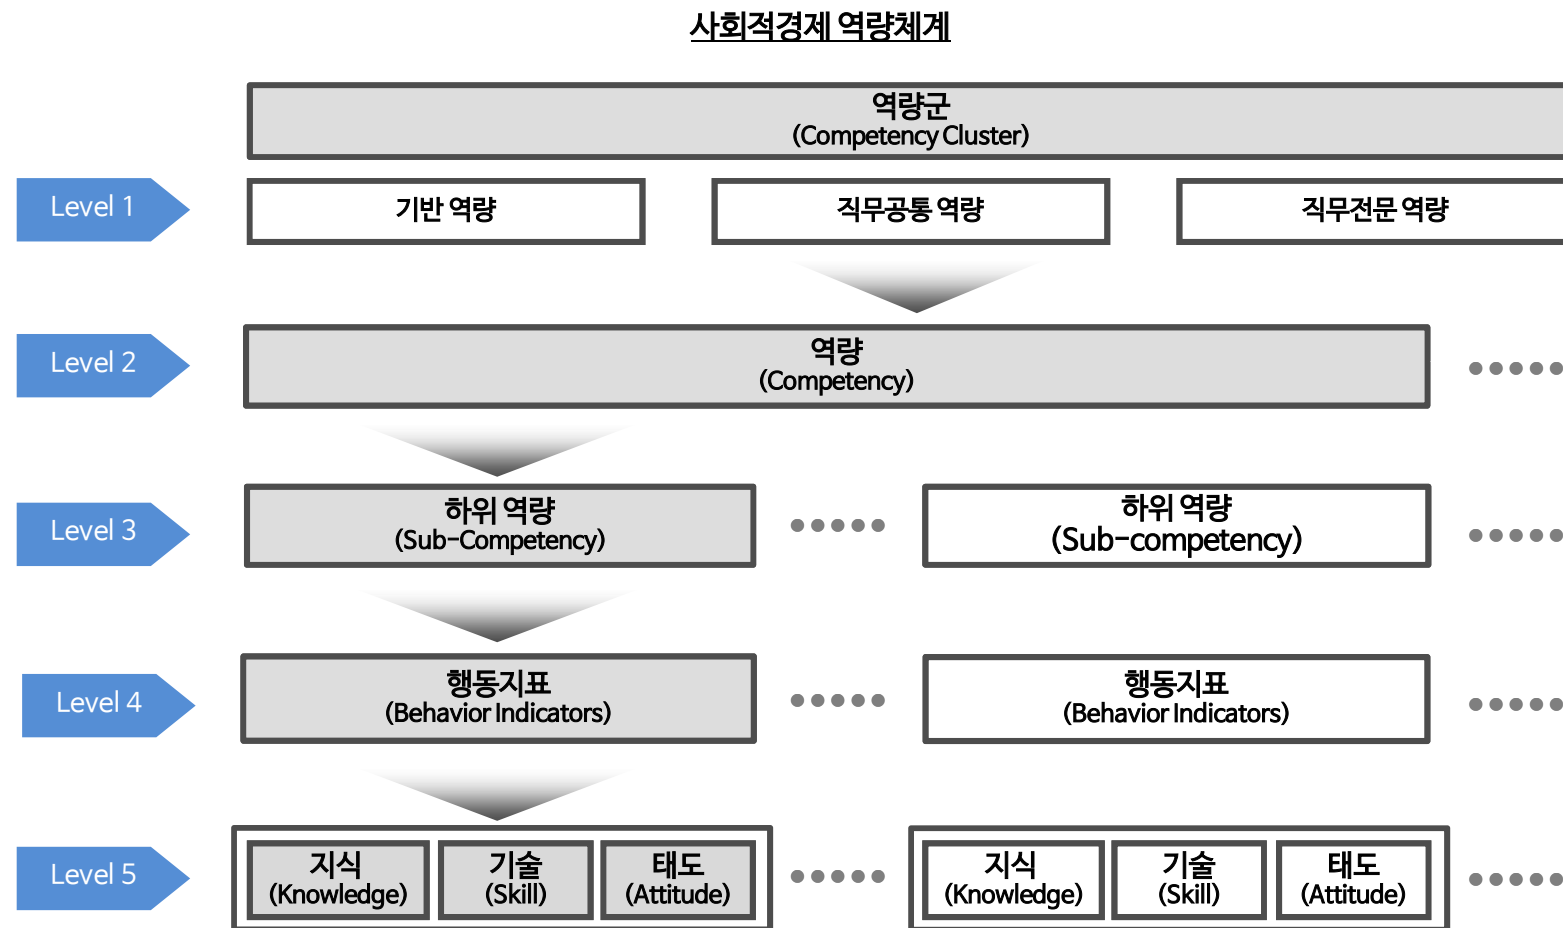 사회적경제 역량체계
역량군
(Competency Cluster)
Level 1
기반 역량
직무공통 역량
직무전문 역량
Level 2
역량
(Competency)
Level 3
하위 역량
(Sub-Competency)
하위 역량
(Sub-competency)
Level 4
행동지표
(Behavior Indicators)
행동지표
(Behavior Indicators)
Level 5
지식
(Knowledge)
기술
(Skill)
태도
(Attitude)
지식
(Knowledge)
기술
(Skill)
태도
(Attitude)